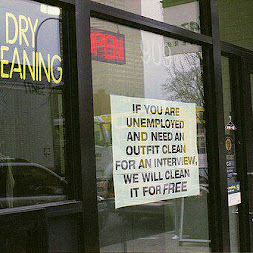 DRY
EANING
OPEN
IF YOU ARE
UNEMPLOYED
AND NEED AN
OUTFIT CLEAN
FOR AN INTERVIEW,
WE WILL CLEAN
IT FOR FREE